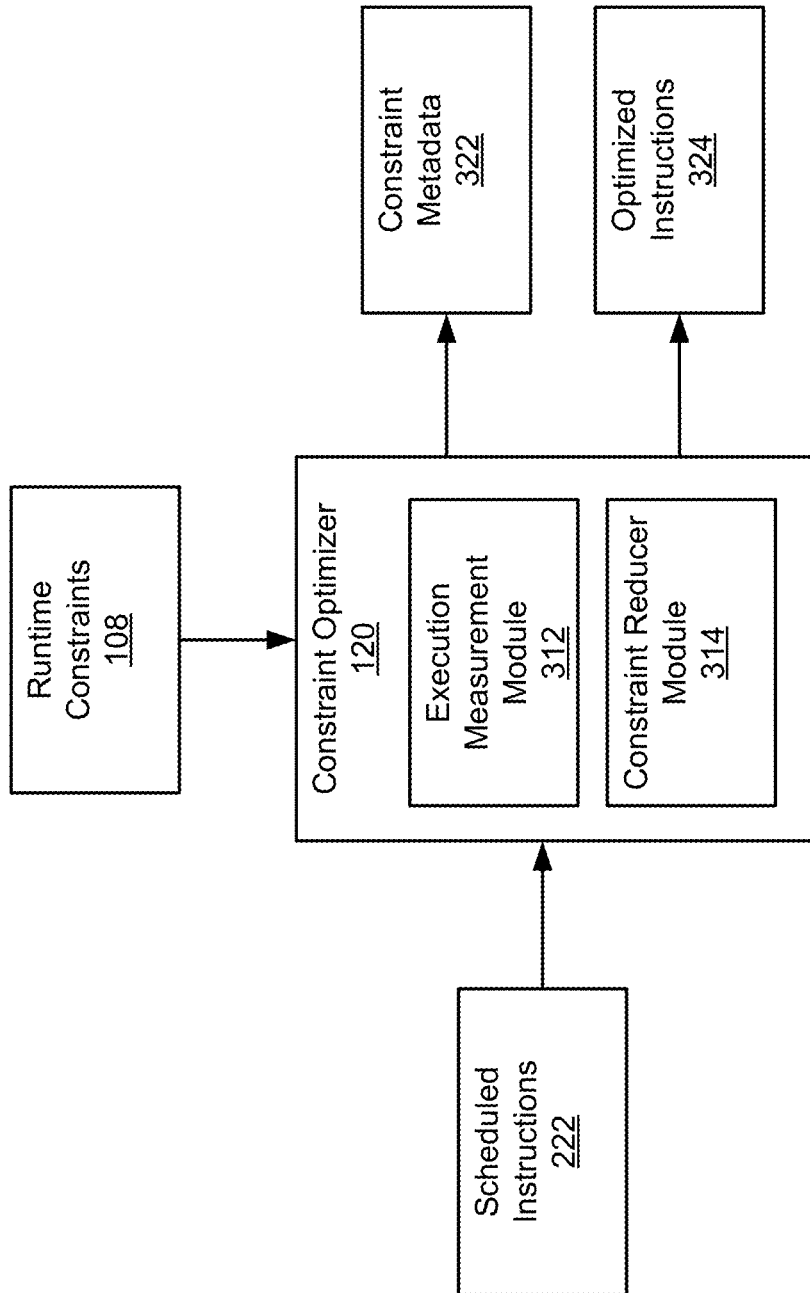 Runtime
Constraints
108
Scheduled
Instructions
222
Constraint Optimizer
120
Execution
Measurement
Module
312
Constraint Reducer
Module
314
Constraint
Metadata
322
Optimized
Instructions
324